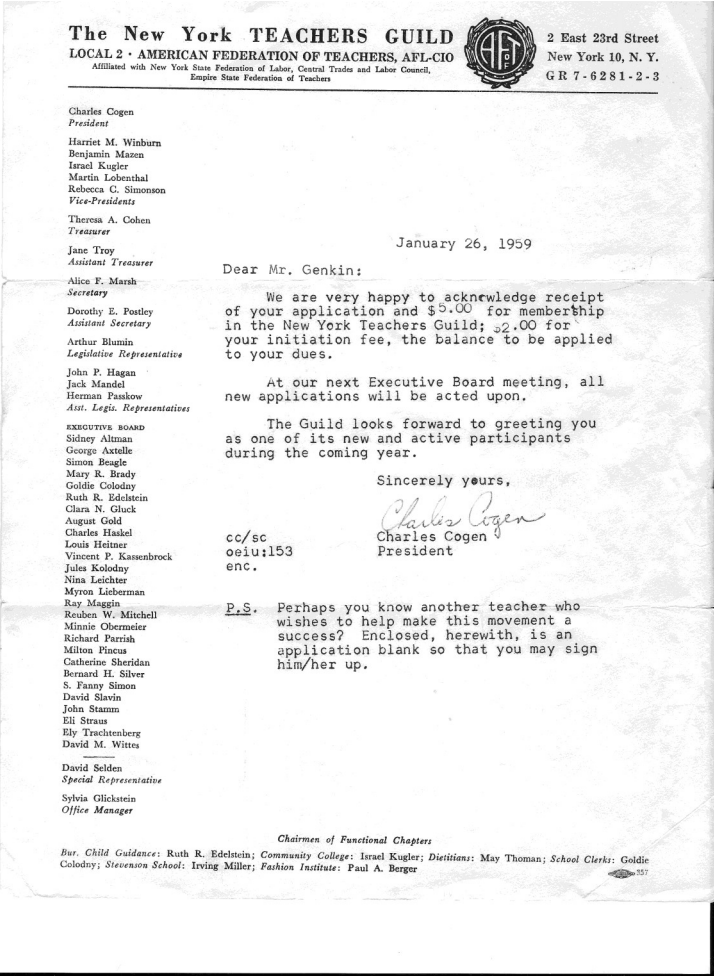 The New York TEACHERS GUILD
LOCAL 2 · AMERICAN FEDERATION OF TEACHERS, AFL-CIO
Affiliated with New York State Federation of Labor, Central Trades and Labor Council,
Empire State Federation of Teachers
AFT
OF
2 East 23rd Street
New York 10, N. Y.
GR 7-6281-2-3
Charles Cogen
President
Harriet M. Winburn
Benjamin Mazen
Israel Kugler
Martin Lobenthal
Rebecca C. Simonson
Vice-Presidents
Theresa A. Cohen
Treasurer
Jane Troy
Assistant Treasurer
Alice F. Marsh
Secretary
Dorothy E. Postley
Assistant Secretary
Arthur Blumin
Legislative Representative
John P. Hagan
Jack Mandel
Herman Passkow
Asst. Legis. Representatives
EXECUTIVE BOARD
Sidney Altman
George Axtelle
Simon Beagle
Mary R. Brady
Goldie Colodny
Ruth R. Edelstein
Clara N. Gluck
August Gold
Charles Haskel
Louis Heitner
Vincent P. Kassenbrock
Jules Kolodny
Nina Leichter
Myron Lieberman
Ray Maggin
Reuben W. Mitchell
Minnie Obermeier
Richard Parrish
Milton Pincus
Catherine Sheridan
Bernard H. Silver
S. Fanny Simon
David Slavin
John Stamm
Eli Straus
Ely Trachtenberg
David M. Wittes
David Selden
Special Representative
Sylvia Glickstein
Office Manager
January 26, 1959
Dear Mr. Genkin:
We are very happy to acknowledge receipt
of your application and $5.00 for membership
in the New York Teachers Guild; $2.00 for
your initiation fee, the balance to be applied
to your dues.
At our next Executive Board meeting, all
new applications will be acted upon.
The Guild looks forward to greeting you
as one of its new and active participants
during the coming year.
Sincerely yours,
Charles Cogen
cc/sc
oeiu:153
enc.
Charles Cogen
President
P.S. Perhaps you know another teacher who
wishes to help make this movement a
success? Enclosed, herewith, is an
application blank so that you may sign
him/her up.
Chairmen of Functional Chapters
Bur. Child Guidance: Ruth R. Edelstein; Community College: Israel Kugler; Dietitians: May Thoman; School Clerks: Goldie
Colodny; Stevenson School: Irving Miller; Fashion Institute: Paul A. Berger
357